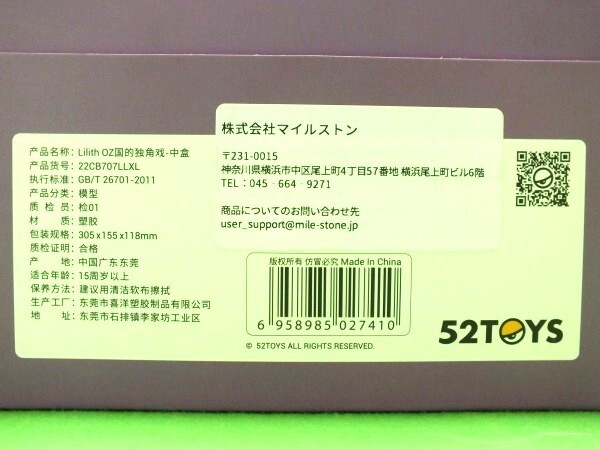 产品名称: Lilith OZ国的独角戏-中盒
产品货号: 22CB707LLXL
执行标准: GB/T 26701-2011
产品分类: 模型
质 检 员: 检01
材 质: 塑胶
包装规格: 305 x 155 x 118mm
质检证明: 合格
产 地: 中国广东东莞
适合年龄: 15周岁以上
保养方法: 建议用清洁软布擦拭
生产工厂: 东莞市喜洋塑胶制品有限公司
地 址: 东莞市石排镇李家坊工业区
株式会社マイルストン
〒231-0015
神奈川県横浜市中区尾上町4丁目57番地 横浜尾上町ビル6階
TEL : 045‐664‐9271
商品についてのお問い合わせ先
user_support@mile-stone.jp
版权所有 仿冒必究 Made In China
6 958985 027410
© 52TOYS ALL RIGHTS RESERVED.
52TOYS